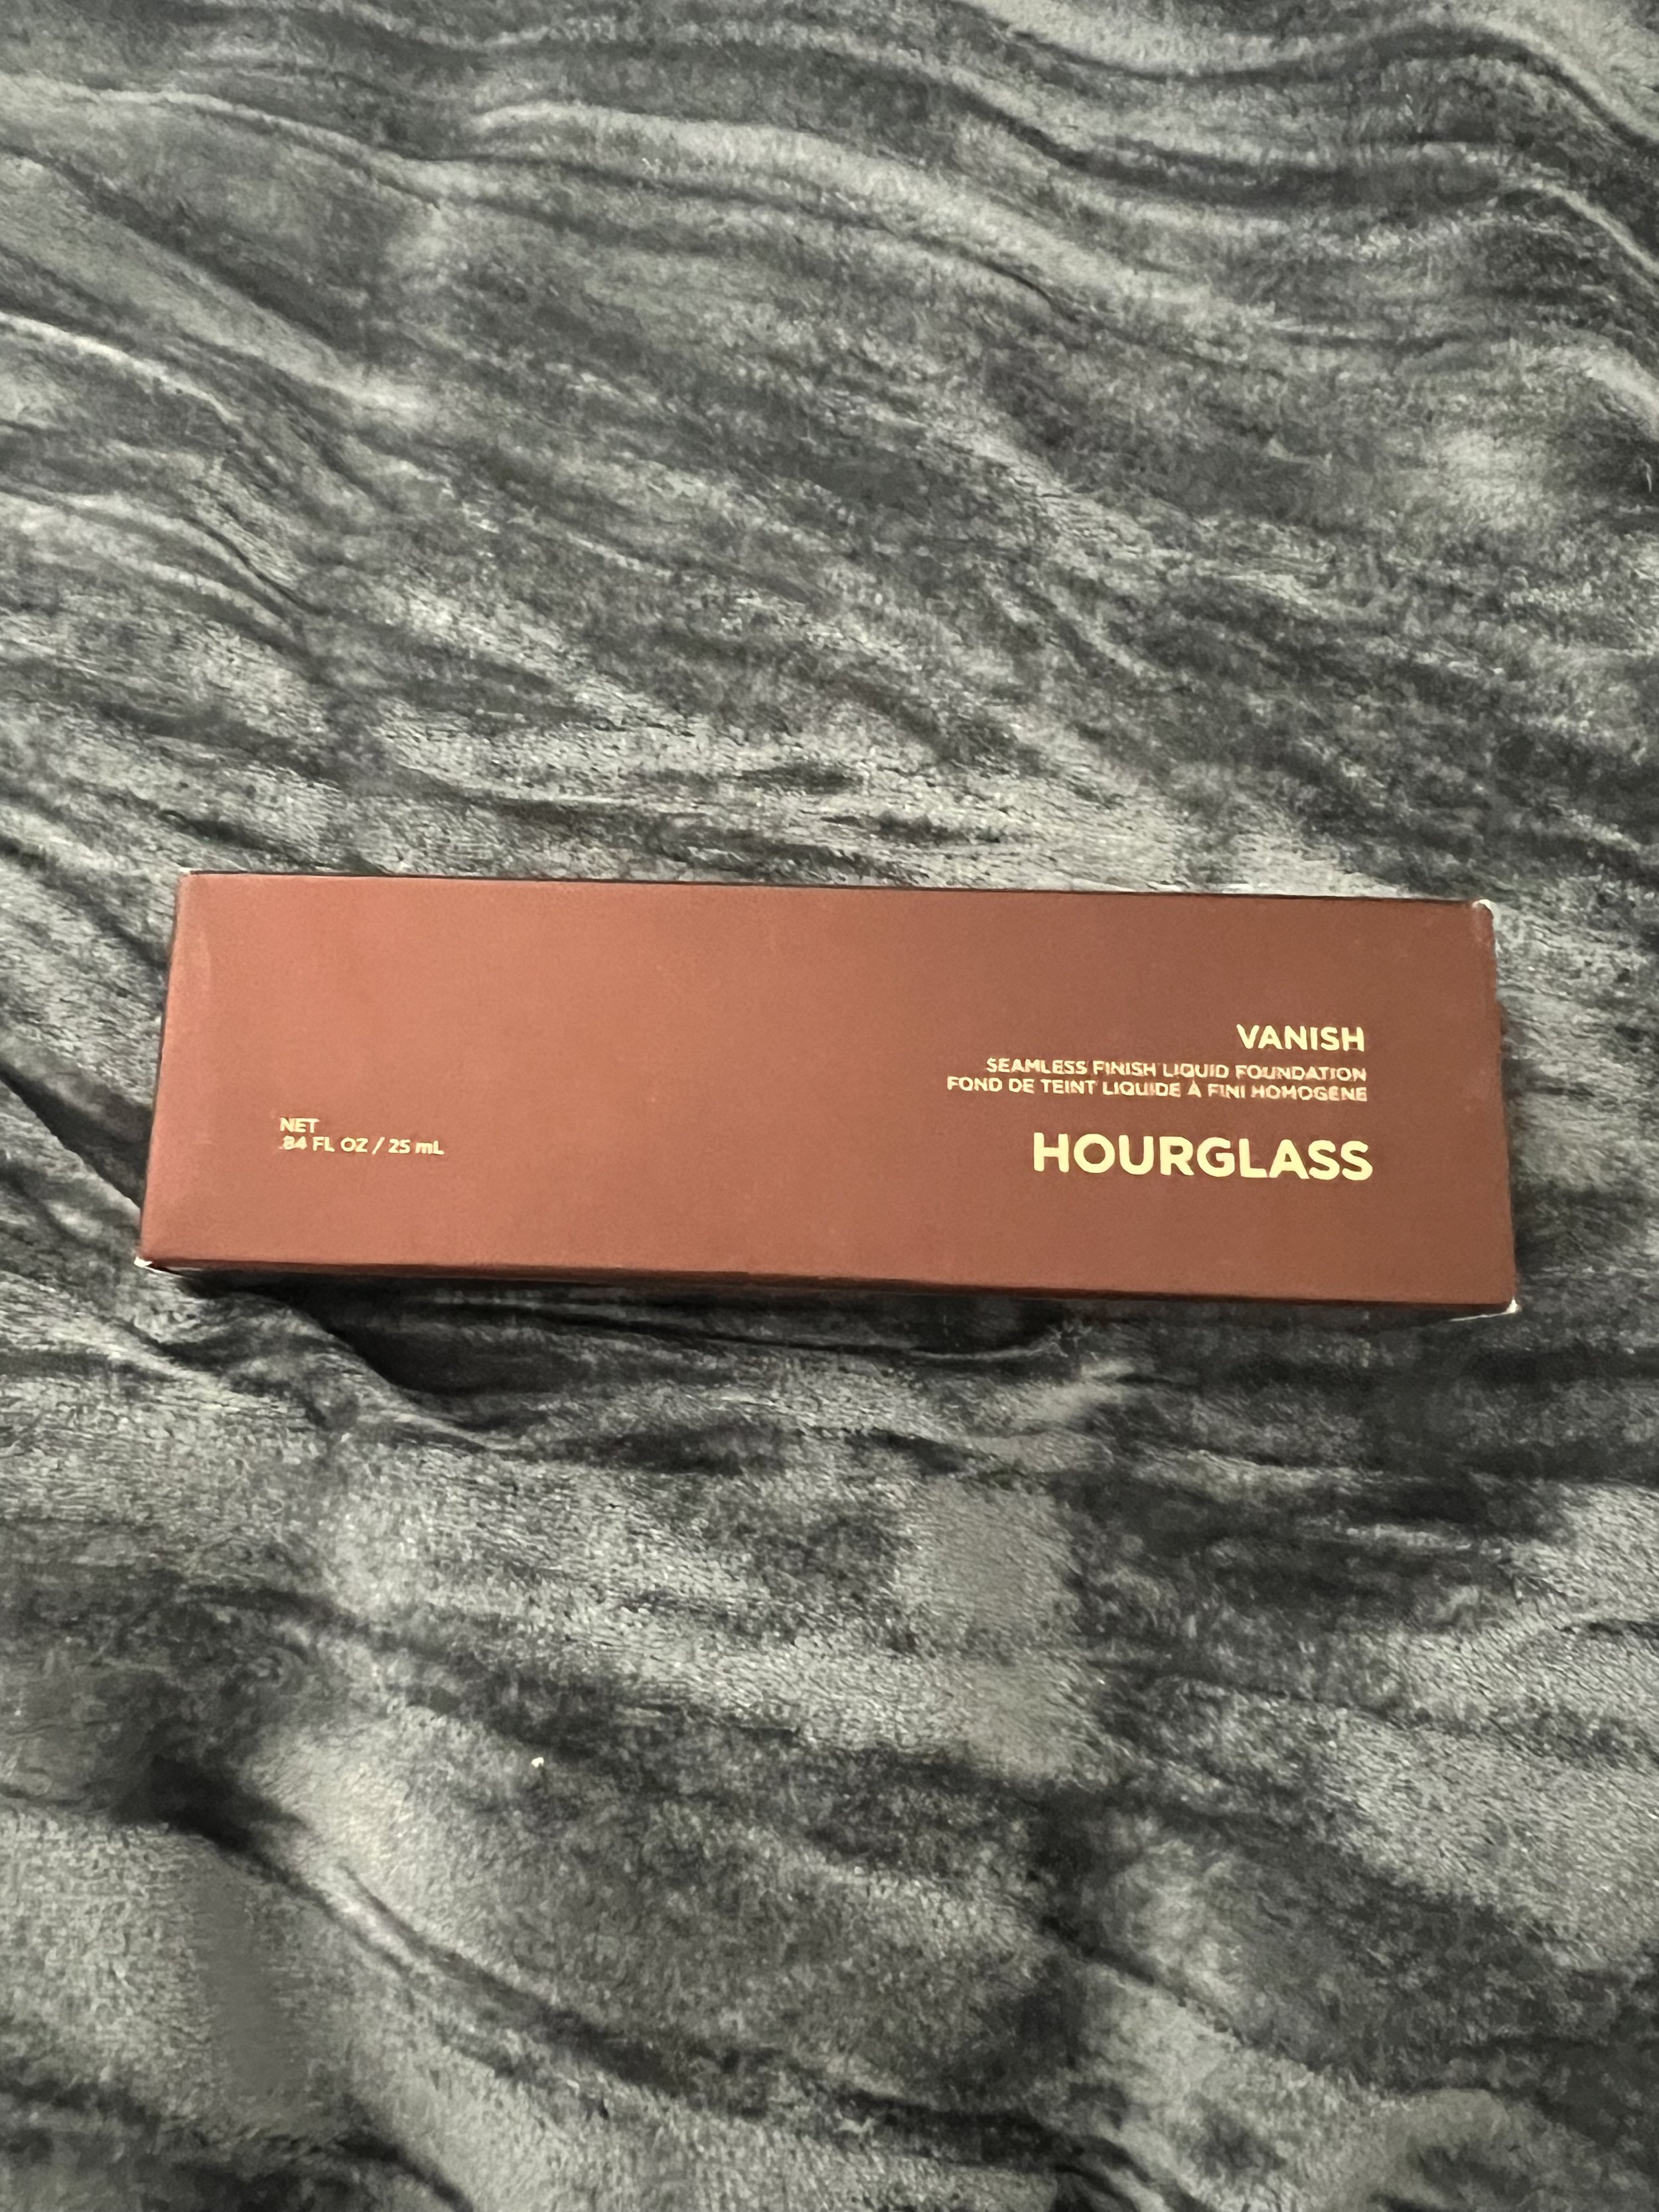 VANISH
SEAMLESS FINISH LIQUID FOUNDATION
FOND DE TEINT LIQUIDE À FINI HOMOGÈNE
HOURGLASS
NET
.84 FL OZ / 25 mL